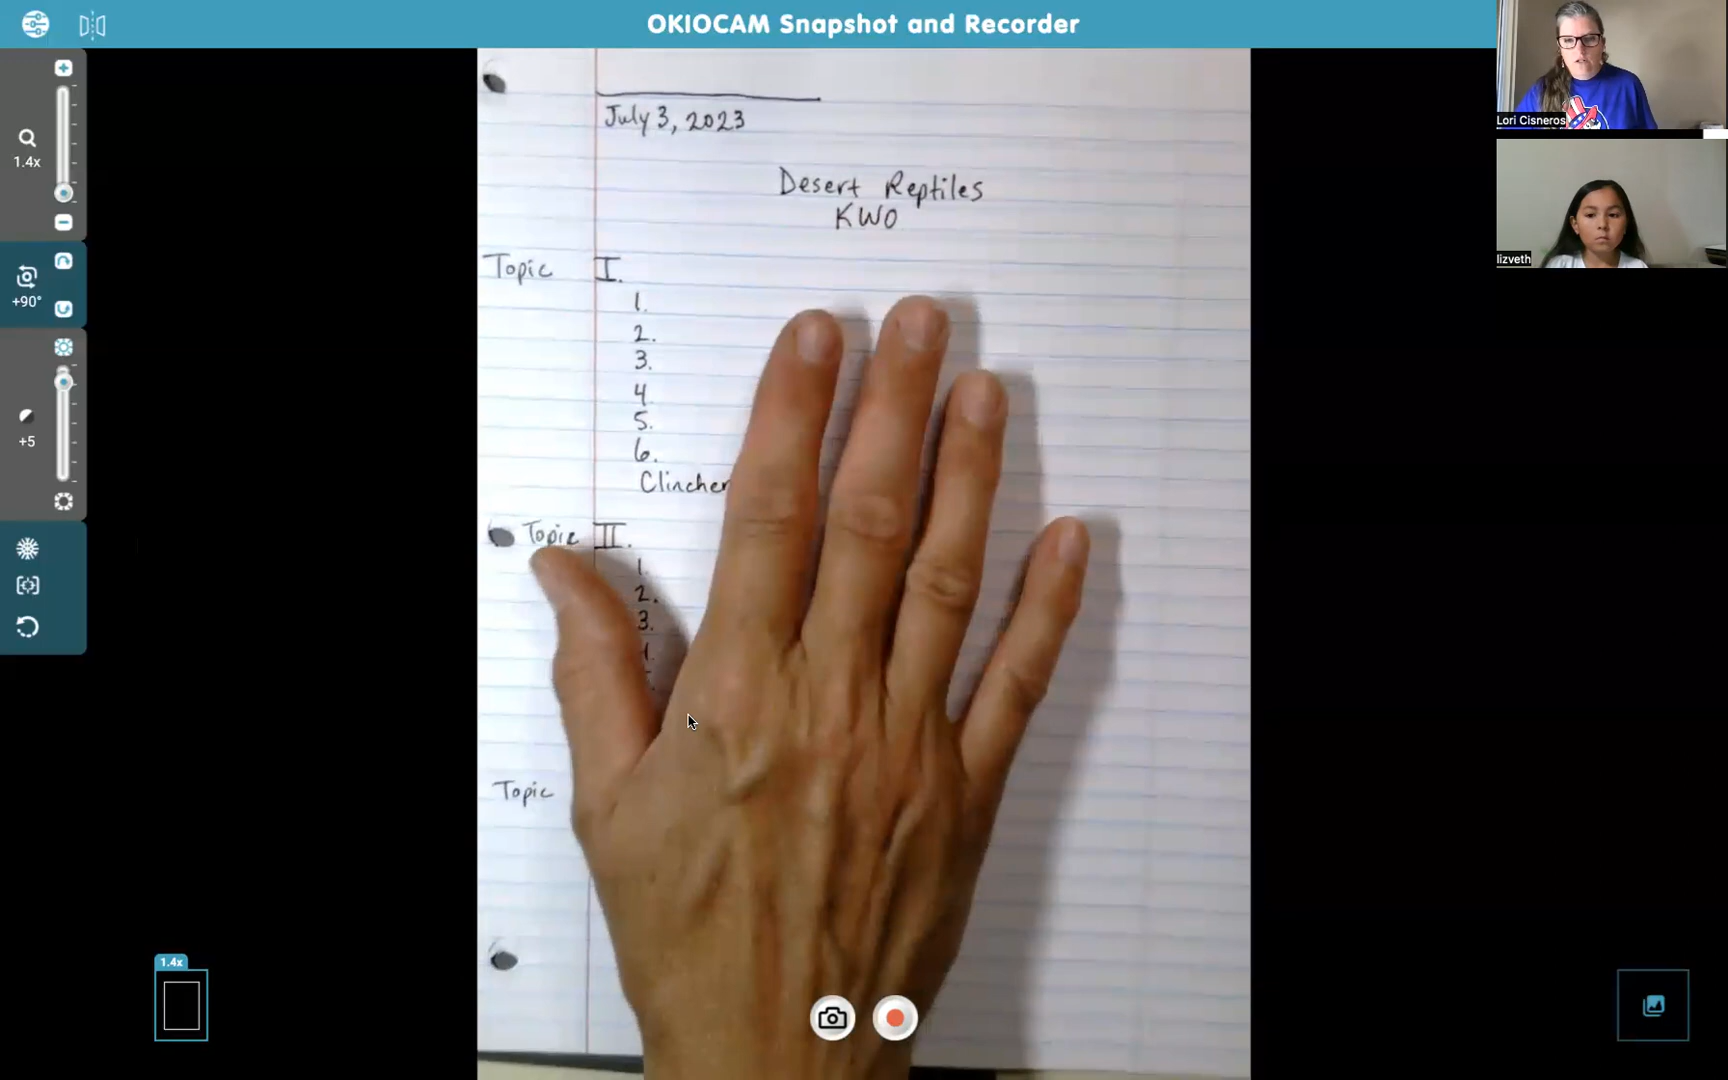 OKIOCAM Snapshot and Recorder
Lori Cisneros
lizveth
1.4x
+90°
+5
1.4x
July 3, 2023
Desert Reptiles
KWO
Topic I.
1.
2.
3.
4.
5.
6.
Clincher
Topic II.
1.
2.
3.
4.
Topic